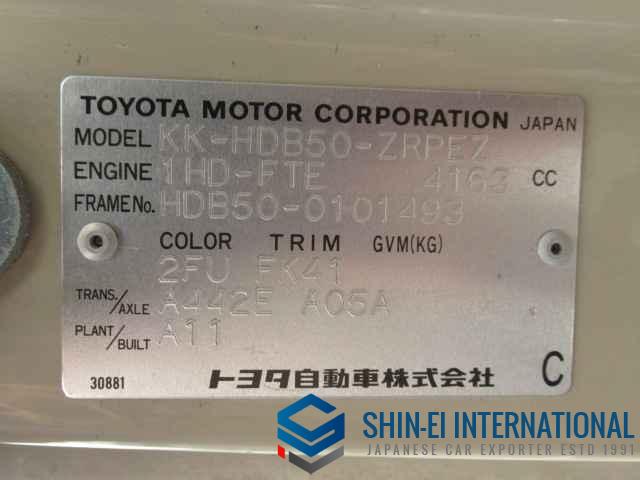 TOYOTA MOTOR CORPORATION JAPAN
MODEL KK-HDB50-ZRPEZ
ENGINE 1HD-FTE 4163 CC
FRAME No. HDB50-0101493
COLOR TRIM GVM(KG)
2FU FK41
TRANS./AXLE A442E A05A
PLANT/BUILT A11
30881 トヨタ自動車株式会社 C
SHIN-EI INTERNATIONAL
JAPANESE CAR EXPORTER ESTD 1991